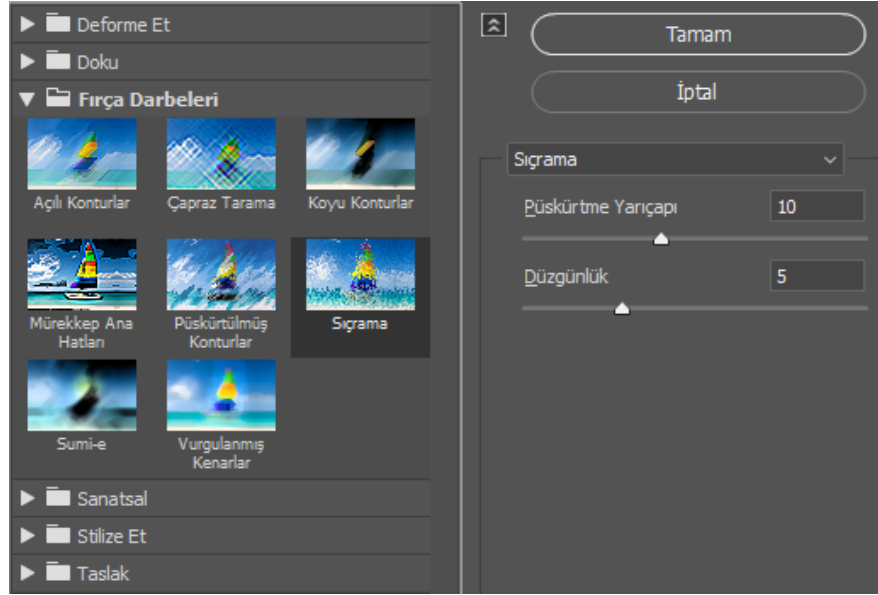 Deforme Et
Doku
Fırça Darbeleri
Açılı Konturlar
Çapraz Tarama
Koyu Konturlar
Mürekkep Ana
Hatları
Püskürtülmüş
Konturlar
Sıçrama
Sumi-e
Vurgulanmış
Kenarlar
Sanatsal
Stilize Et
Taslak
Tamam
İptal
Sıçrama
Püskürtme Yarıçapı 10
Düzgünlük 5